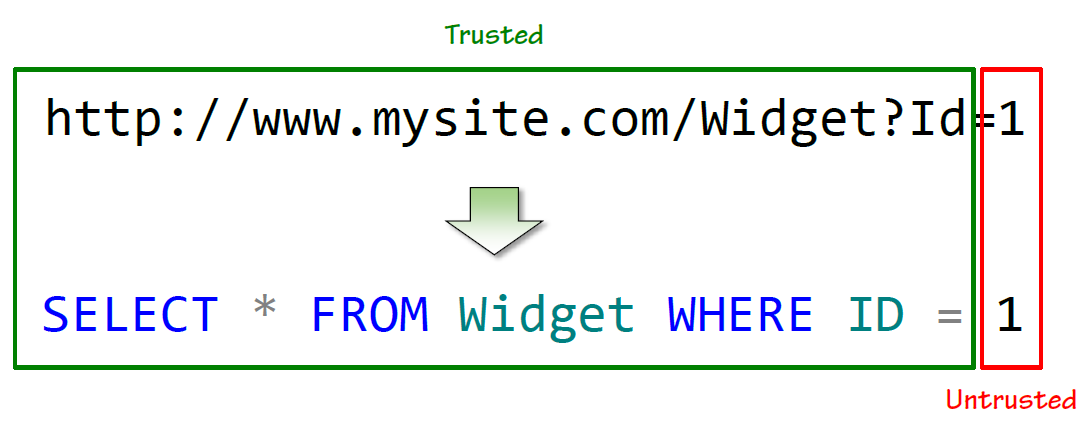 Trusted
http://www.mysite.com/Widget?Id=1
SELECT * FROM Widget WHERE ID = 1
Untrusted